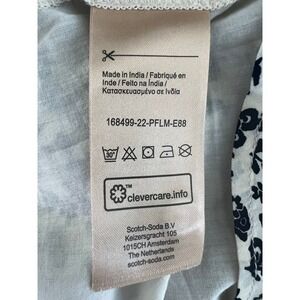 Made in India / Fabriqué en
Inde / Feito na Índia /
Κατασκευασμένο σε Ινδία
168499-22-PFLM-E88
30°
clevercare.info
Scotch-Soda B.V
Keizersgracht 105
1015CH Amsterdam
The Netherlands
scotch-soda.com